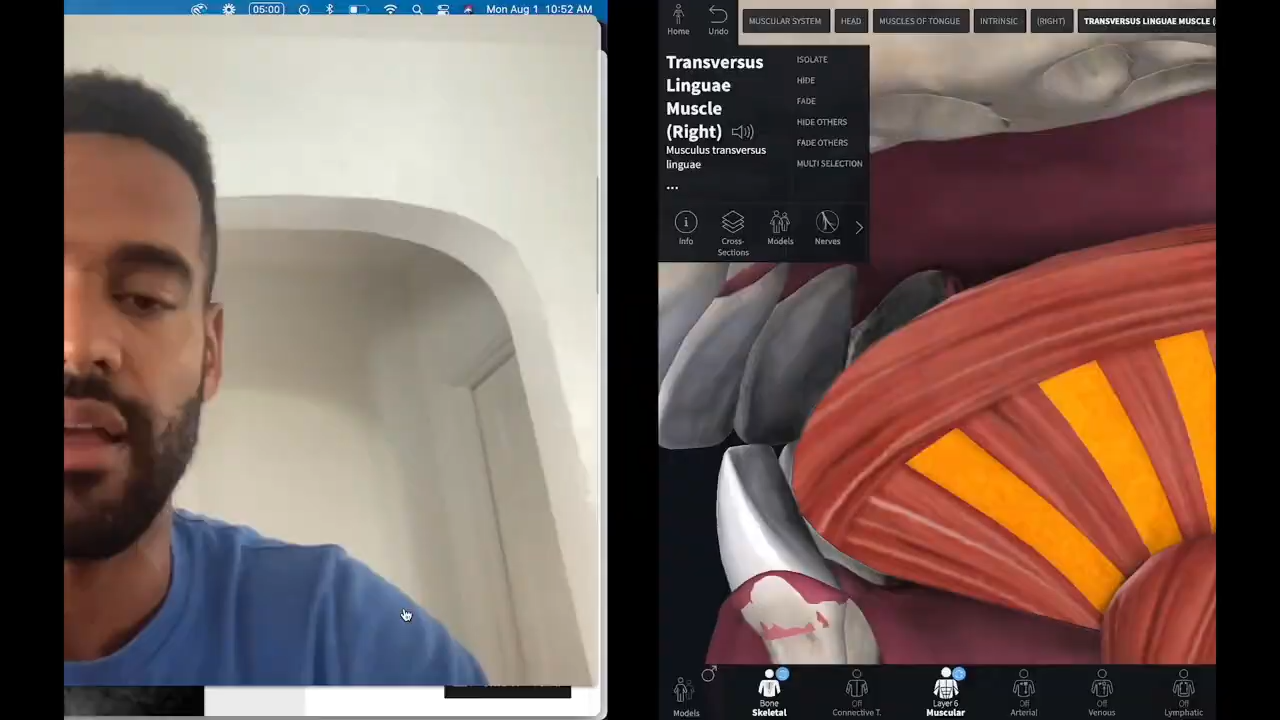 05:00
Mon Aug 1 10:52 AM
Home
Undo
MUSCULAR SYSTEM
HEAD
MUSCLES OF TONGUE
INTRINSIC
(RIGHT)
TRANSVERSUS LINGUAE MUSCLE (
Transversus
Linguae
Muscle
(Right)
Musculus transversus
linguae
...
ISOLATE
HIDE
FADE
HIDE OTHERS
FADE OTHERS
MULTI SELECTION
Info
Cross-
Sections
Models
Nerves
Models
Bone
Skeletal
Off
Connective T.
Layer 6
Muscular
Off
Arterial
Off
Venous
Off
Lymphatic